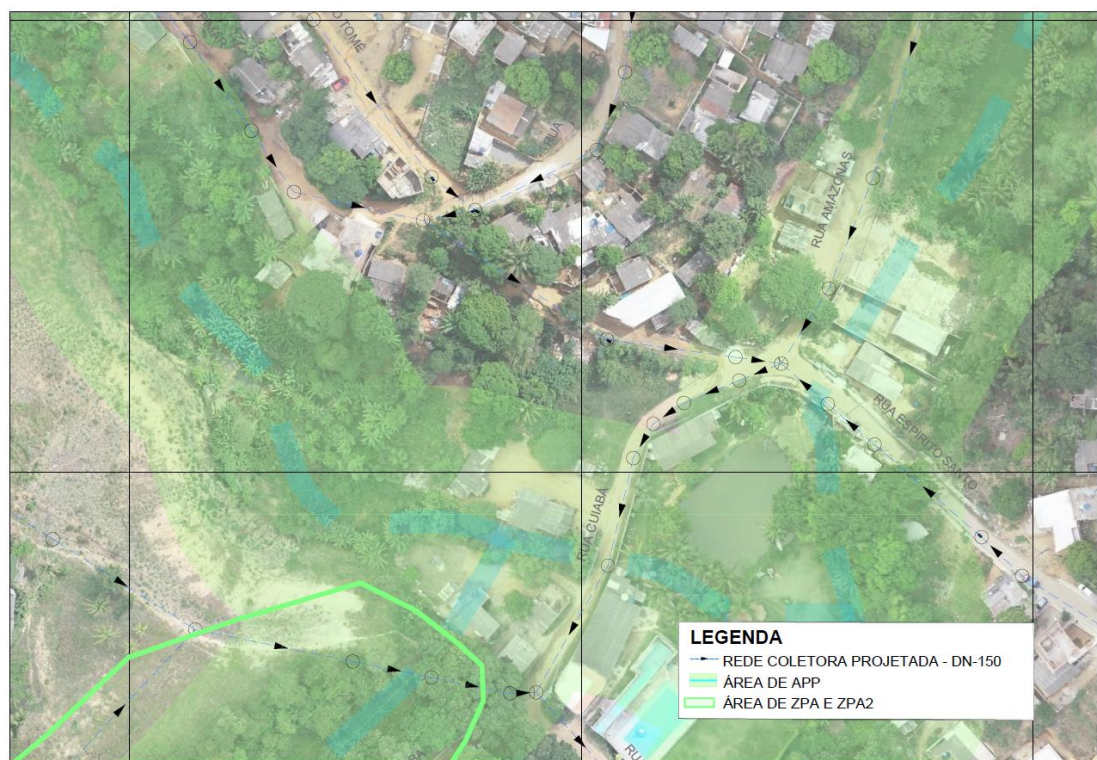 O TOMÉ
RUA
RUA AMAZONAS
RUA ESPIRITO SANTO
RUA CUIABÁ
LEGENDA
REDE COLETORA PROJETADA - DN-150
ÁREA DE APP
ÁREA DE ZPA E ZPA2
RU